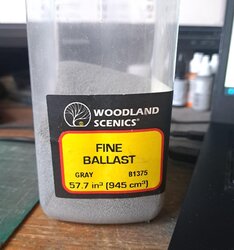 WOODLAND
SCENICS®
FINE
BALLAST
GRAY B1375
57.7 in³ (945 cm³)